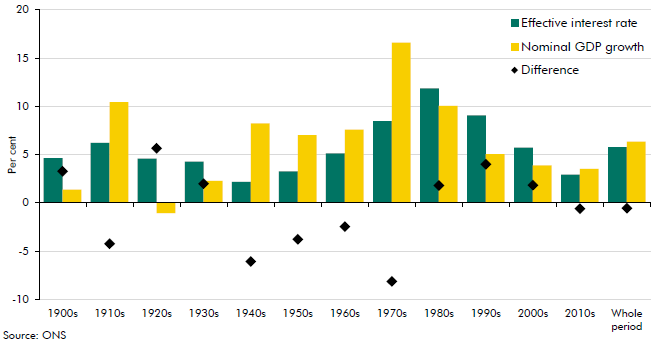 20
15
10
5
0
-5
-10
Per cent
Effective interest rate
Nominal GDP growth
Difference
1900s 1910s 1920s 1930s 1940s 1950s 1960s 1970s 1980s 1990s 2000s 2010s Whole
period
Source: ONS